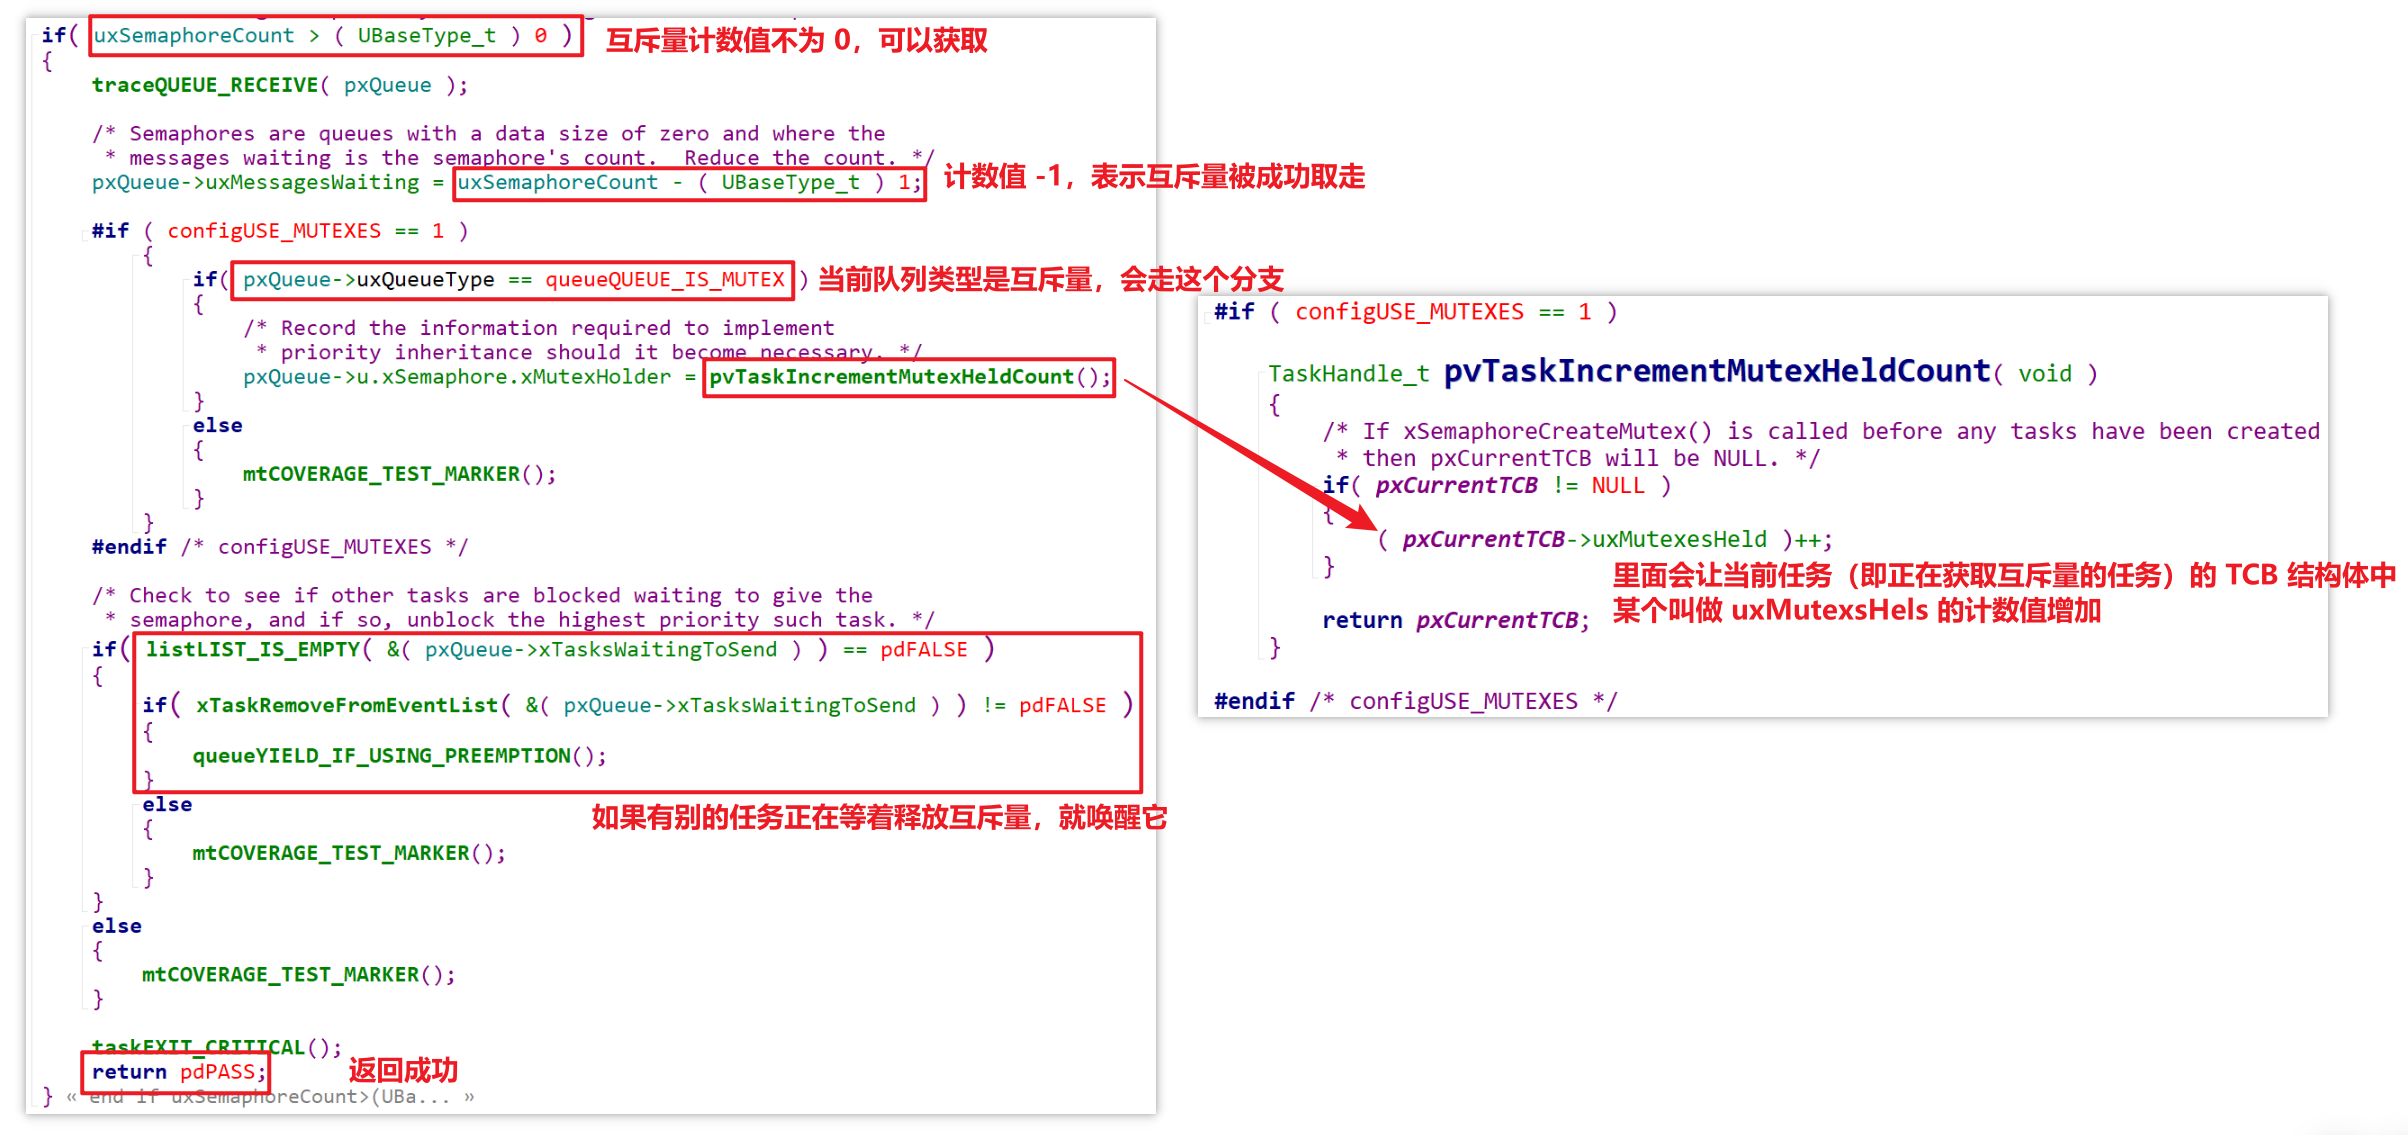 if( uxSemaphoreCount > ( UBaseType_t ) 0 )
互斥量计数值不为 0，可以获取
{
traceQUEUE_RECEIVE( pxQueue );
/* Semaphores are queues with a data size of zero and where the
* messages waiting is the semaphore's count.  Reduce the count. */
pxQueue->uxMessagesWaiting = uxSemaphoreCount - ( UBaseType_t ) 1;
计数值 -1，表示互斥量被成功取走
#if ( configUSE_MUTEXES == 1 )
{
if( pxQueue->uxQueueType == queueQUEUE_IS_MUTEX )
当前队列类型是互斥量，会走这个分支
{
/* Record the information required to implement
* priority inheritance should it become necessary. */
pxQueue->u.xSemaphore.xMutexHolder = pvTaskIncrementMutexHeldCount();
}
else
{
mtCOVERAGE_TEST_MARKER();
}
}
#endif /* configUSE_MUTEXES */
/* Check to see if other tasks are blocked waiting to give the
* semaphore, and if so, unblock the highest priority such task. */
if( listLIST_IS_EMPTY( &( pxQueue->xTasksWaitingToSend ) ) == pdFALSE )
{
if( xTaskRemoveFromEventList( &( pxQueue->xTasksWaitingToSend ) ) != pdFALSE )
{
queueYIELD_IF_USING_PREEMPTION();
}
else
如果有别的任务正在等着释放互斥量，就唤醒它
{
mtCOVERAGE_TEST_MARKER();
}
}
else
{
mtCOVERAGE_TEST_MARKER();
}
taskEXIT_CRITICAL();
return pdPASS;
返回成功
} « end if uxSemaphoreCount>(UBa... »
#if ( configUSE_MUTEXES == 1 )
TaskHandle_t pvTaskIncrementMutexHeldCount( void )
{
/* If xSemaphoreCreateMutex() is called before any tasks have been created
* then pxCurrentTCB will be NULL. */
if( pxCurrentTCB != NULL )
{
( pxCurrentTCB->uxMutexesHeld )++;
}
里面会让当前任务（即正在获取互斥量的任务）的 TCB 结构体中
某个叫做 uxMutexsHels 的计数值增加
return pxCurrentTCB;
}
#endif /* configUSE_MUTEXES */